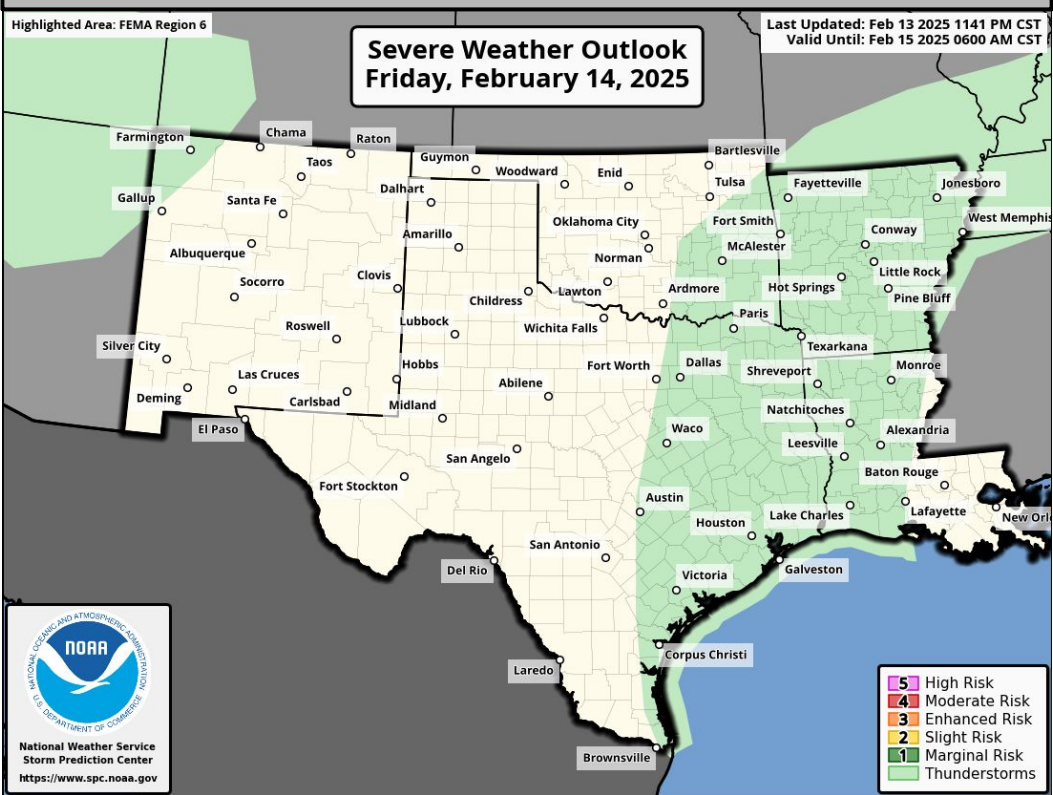 Highlighted Area: FEMA Region 6
Last Updated: Feb 13 2025 1141 PM CST
Valid Until: Feb 15 2025 0600 AM CST
Severe Weather Outlook
Friday, February 14, 2025
Farmington
Chama
Raton
Taos
Guymon
Woodward
Enid
Bartlesville
Tulsa
Fayetteville
Jonesboro
Gallup
Santa Fe
Dalhart
Oklahoma City
Fort Smith
West Memphis
Albuquerque
Amarillo
Norman
McAlester
Conway
Socorro
Clovis
Childress
Lawton
Ardmore
Hot Springs
Little Rock
Pine Bluff
Roswell
Lubbock
Wichita Falls
Paris
Texarkana
Silver City
Las Cruces
Hobbs
Abilene
Fort Worth
Dallas
Shreveport
Monroe
Deming
Carlsbad
Midland
Natchitoches
El Paso
Waco
Leesville
Alexandria
San Angelo
Fort Stockton
Baton Rouge
Austin
Houston
Lake Charles
Lafayette
New Orl
San Antonio
Del Rio
Victoria
Galveston
Laredo
Corpus Christi
Brownsville
NATIONAL OCEANIC AND ATMOSPHERIC ADMINISTRATION
NOAA
U.S. DEPARTMENT OF COMMERCE
National Weather Service
Storm Prediction Center
https://www.spc.noaa.gov
5 High Risk
4 Moderate Risk
3 Enhanced Risk
2 Slight Risk
1 Marginal Risk
Thunderstorms